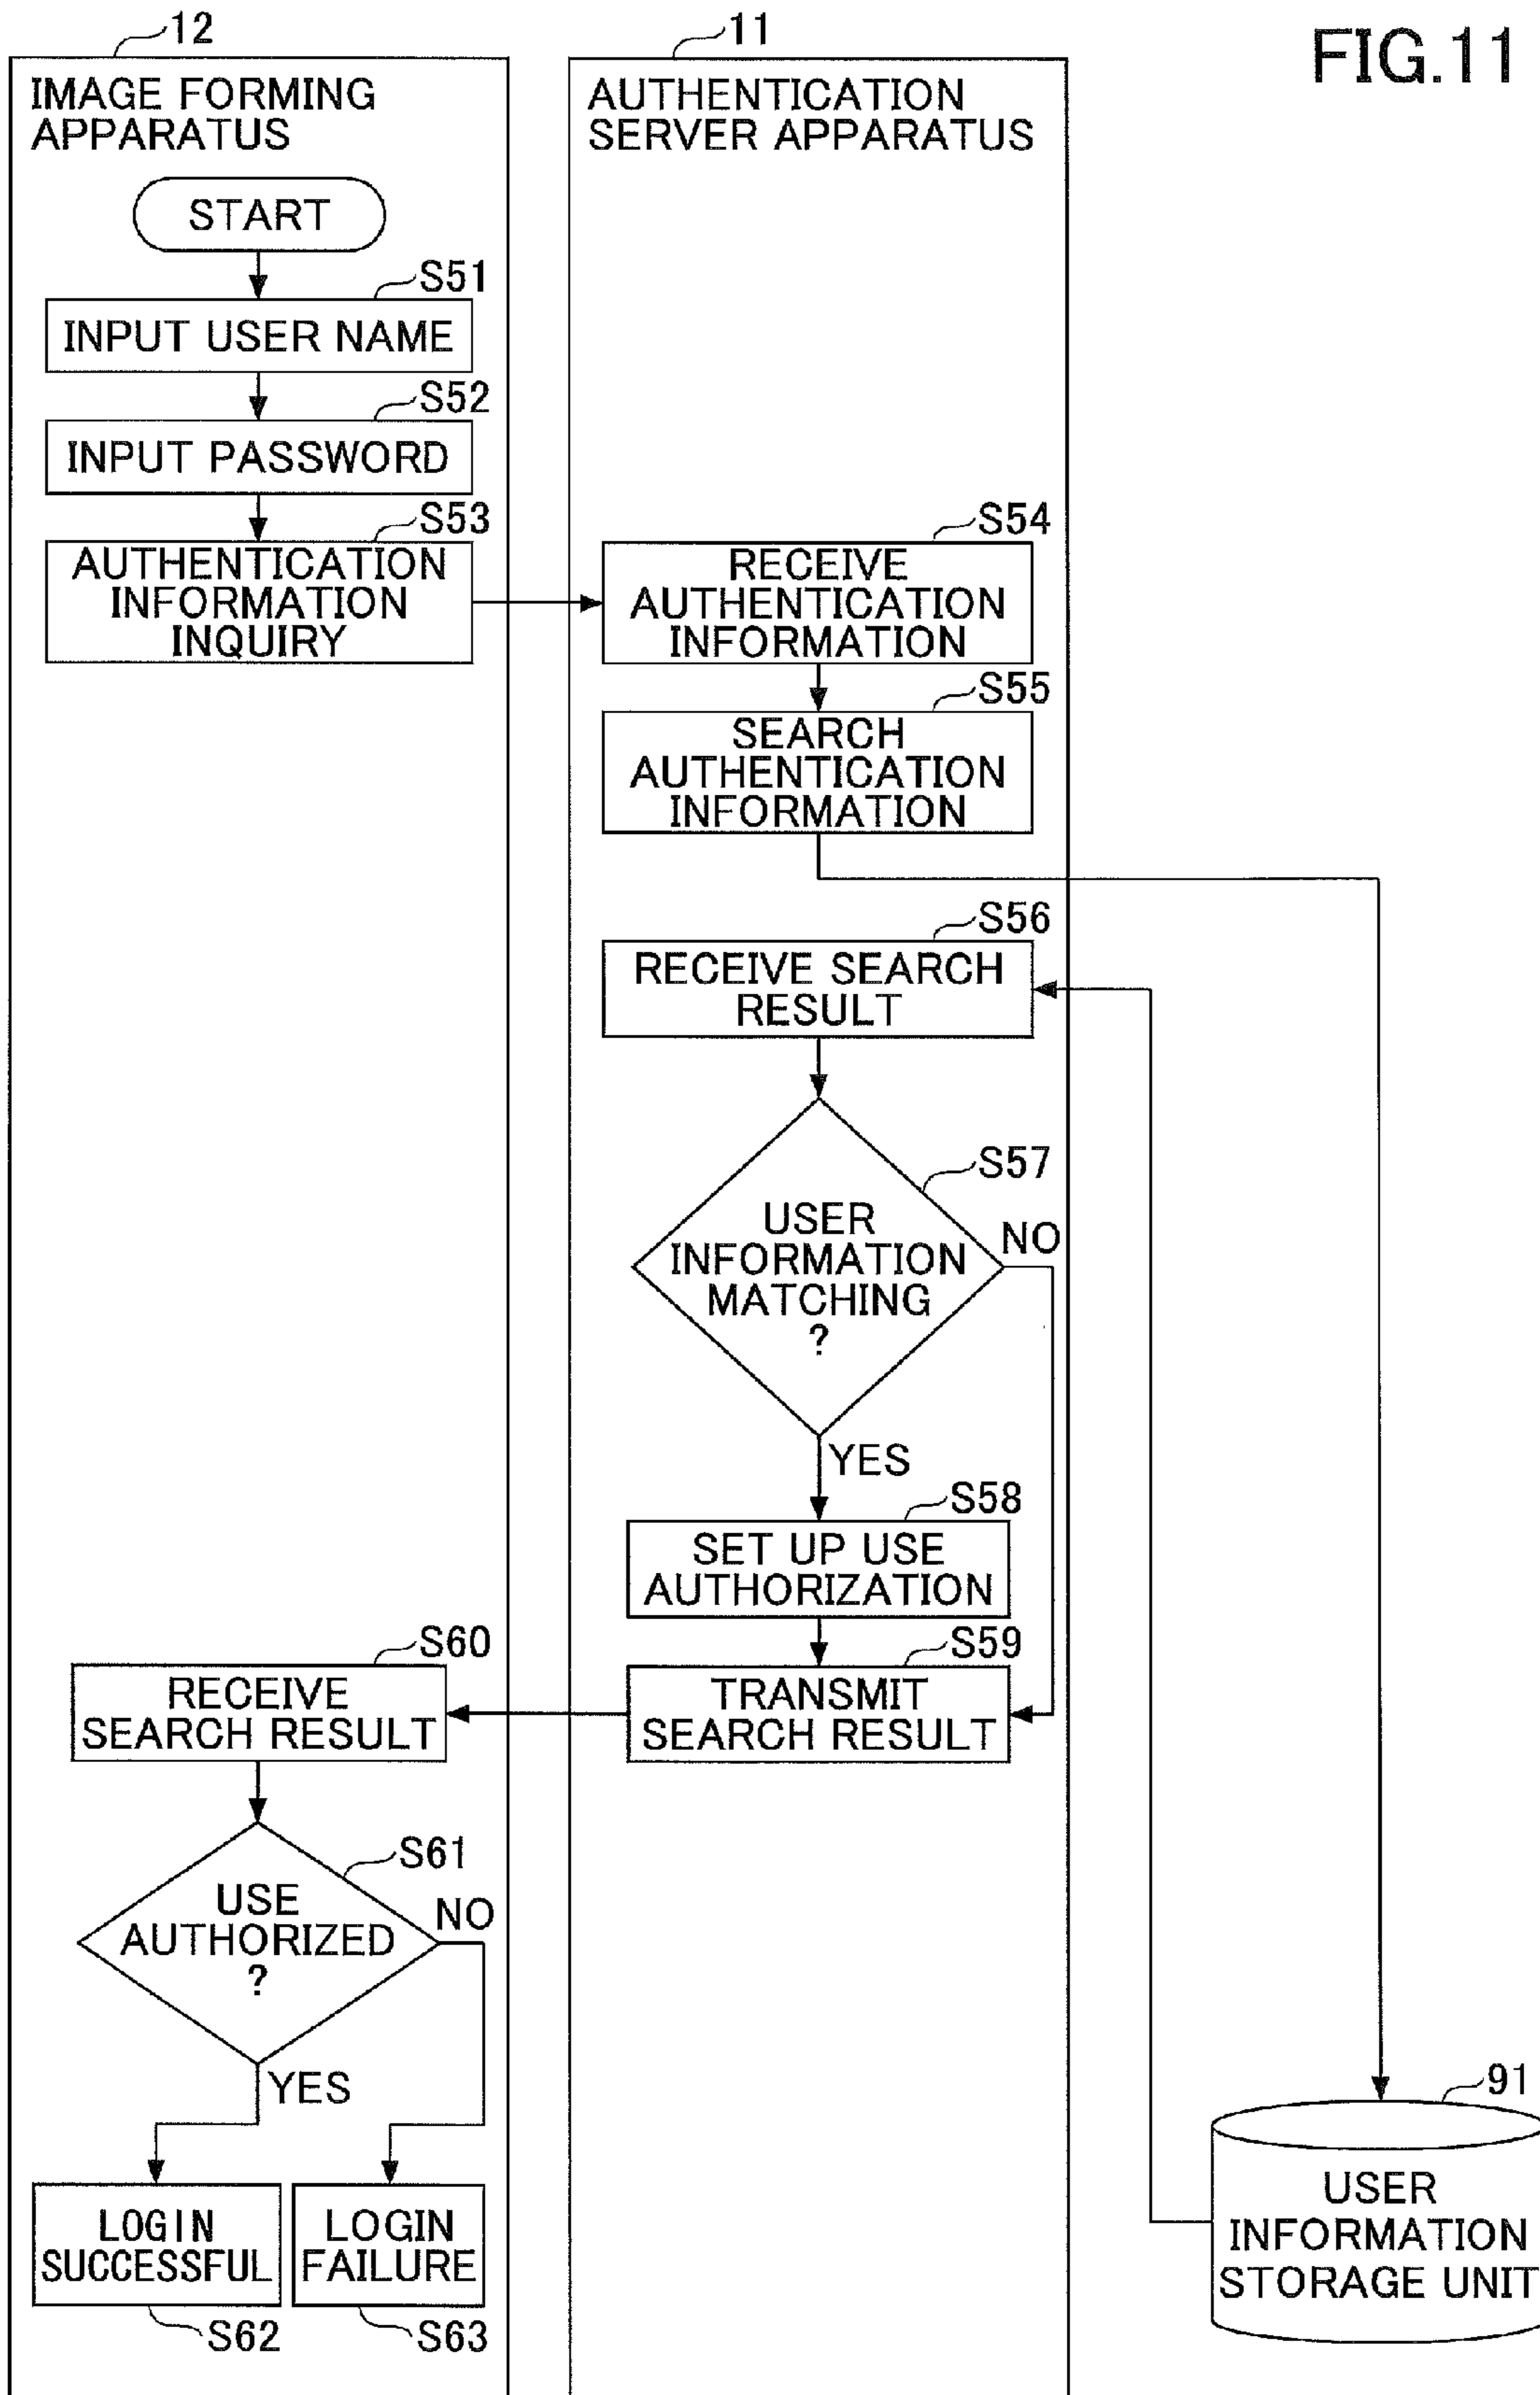 FIG.11
12
IMAGE FORMING
APPARATUS
START
S51
INPUT USER NAME
S52
INPUT PASSWORD
S53
AUTHENTICATION
INFORMATION
INQUIRY
11
AUTHENTICATION
SERVER APPARATUS
S54
RECEIVE
AUTHENTICATION
INFORMATION
S55
SEARCH
AUTHENTICATION
INFORMATION
S56
RECEIVE SEARCH
RESULT
S57
USER
INFORMATION
MATCHING
?
NO
YES
S58
SET UP USE
AUTHORIZATION
S59
TRANSMIT
SEARCH RESULT
S60
RECEIVE
SEARCH RESULT
S61
USE
AUTHORIZED
?
NO
YES
LOGIN
SUCCESSFUL
S62
LOGIN
FAILURE
S63
91
USER
INFORMATION
STORAGE UNIT